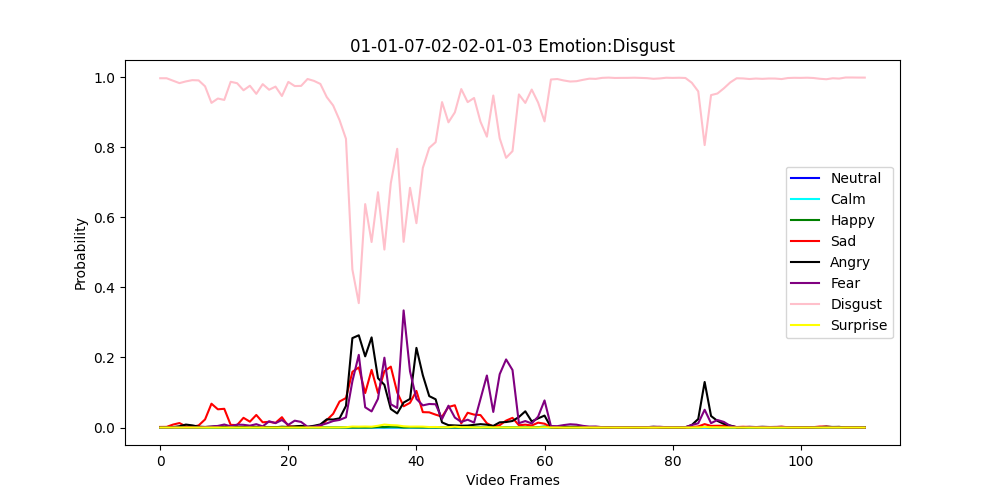 01-01-07-02-02-01-03 Emotion:Disgust
1.0
0.8
0.6
0.4
0.2
0.0
Probability
Neutral
Calm
Happy
Sad
Angry
Fear
Disgust
Surprise
0 20 40 60 80 100
Video Frames